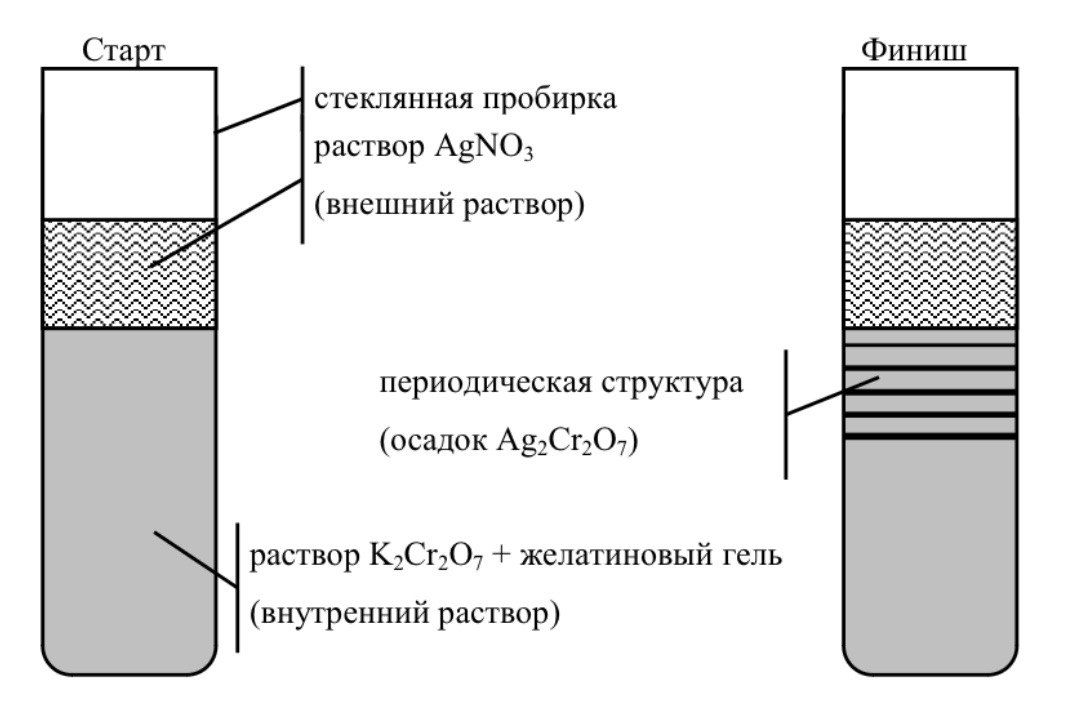 Старт
Финиш
стеклянная пробирка
раствор AgNO₃
(внешний раствор)
периодическая структура
(осадок Ag₂Cr₂O₇)
раствор K₂Cr₂O₇ + желатиновый гель
(внутренний раствор)